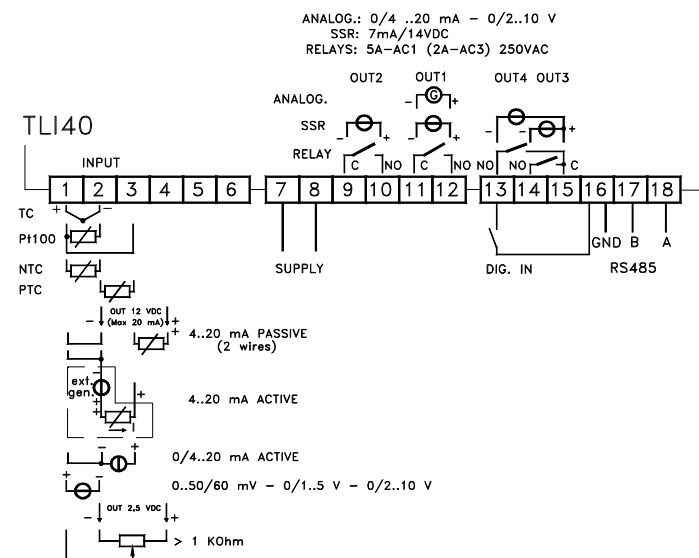 ANALOG.: 0/4 ..20 mA - 0/2..10 V
SSR: 7mA/14VDC
RELAYS: 5A-AC1 (2A-AC3) 250VAC
OUT2 OUT1 OUT4 OUT3
ANALOG. - G +
TLI40
SSR - + - + - +
RELAY
INPUT C NO C NO NO NO C
1 2 3 4 5 6 7 8 9 10 11 12 13 14 15 16 17 18
TC + -
Pt100
GND B A
NTC
SUPPLY DIG. IN RS485
PTC
OUT 12 VDC
- (Max 20 mA) +
+
4..20 mA PASSIVE
(2 wires)
-
ext. +
gen.
+
4..20 mA ACTIVE
+
I
- +
0/4..20 mA ACTIVE
+ -
0..50/60 mV - 0/1..5 V - 0/2..10 V
OUT 2,5 VDC
- +
> 1 KOhm